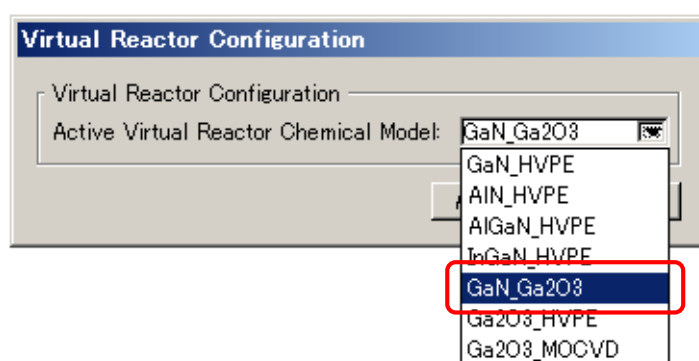 Virtual Reactor Configuration
Virtual Reactor Configuration
Active Virtual Reactor Chemical Model: GaN_Ga2O3
GaN_HVPE
AlN_HVPE
AlGaN_HVPE
InGaN_HVPE
GaN_Ga2O3
Ga2O3_HVPE
Ga2O3_MOCVD